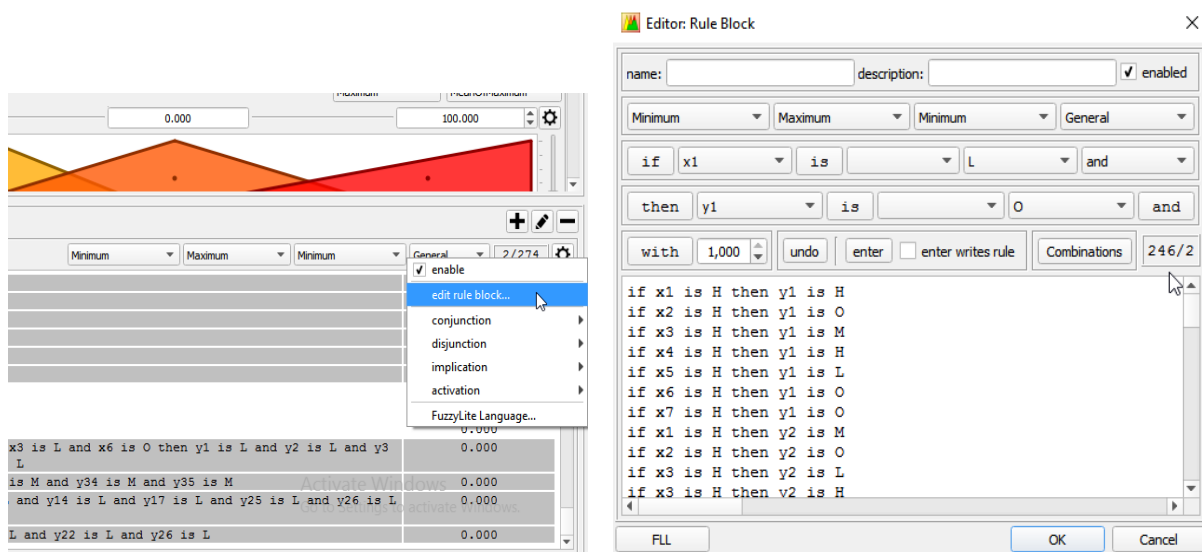 Maximum MeanOfMaximum
0.000 100.000
Minimum Maximum Minimum General 2/274
enable
edit rule block...
conjunction
disjunction
implication
activation
FuzzyLite Language...
0.000
x3 is L and x6 is O then y1 is L and y2 is L and y3 0.000
L
is M and y34 is M and y35 is M 0.000
and y14 is L and y17 is L and y25 is L and y26 is L 0.000
L and y22 is L and y26 is L 0.000
Activate Windows
Go to Settings to activate Windows.
Editor: Rule Block
name: description: enabled
Minimum Maximum Minimum General
if x1 is L and
then y1 is O and
with 1,000 undo enter enter writes rule Combinations 246/2
if x1 is H then y1 is H
if x2 is H then y1 is O
if x3 is H then y1 is M
if x4 is H then y1 is H
if x5 is H then y1 is L
if x6 is H then y1 is O
if x7 is H then y1 is O
if x1 is H then y2 is M
if x2 is H then y2 is O
if x3 is H then y2 is L
if x3 is H then y2 is H
FLL OK Cancel